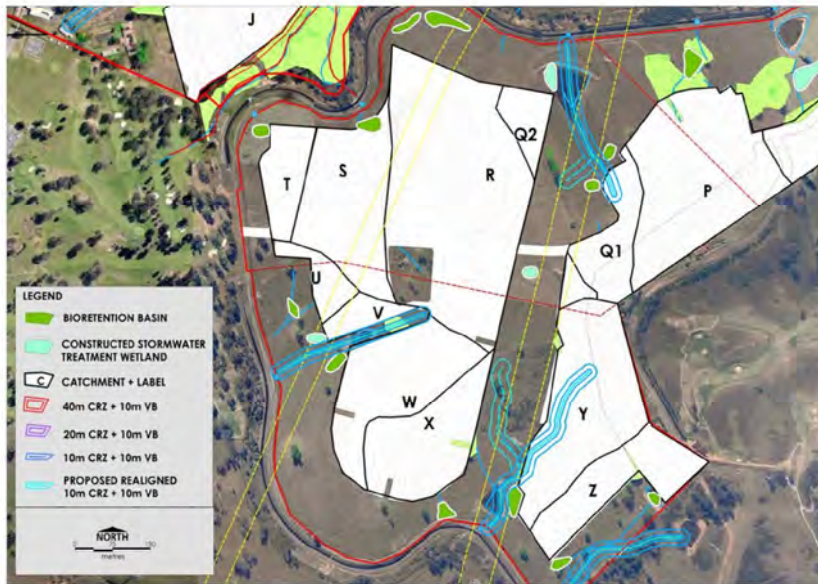 J
Q2
T
S
R
P
Q1
U
V
W
X
Y
Z
LEGEND
BIORETENTION BASIN
CONSTRUCTED STORMWATER
TREATMENT WETLAND
C CATCHMENT + LABEL
40m CRZ + 10m VB
20m CRZ + 10m VB
10m CRZ + 10m VB
PROPOSED REALIGNED
10m CRZ + 10m VB
NORTH
0 75 150
metres